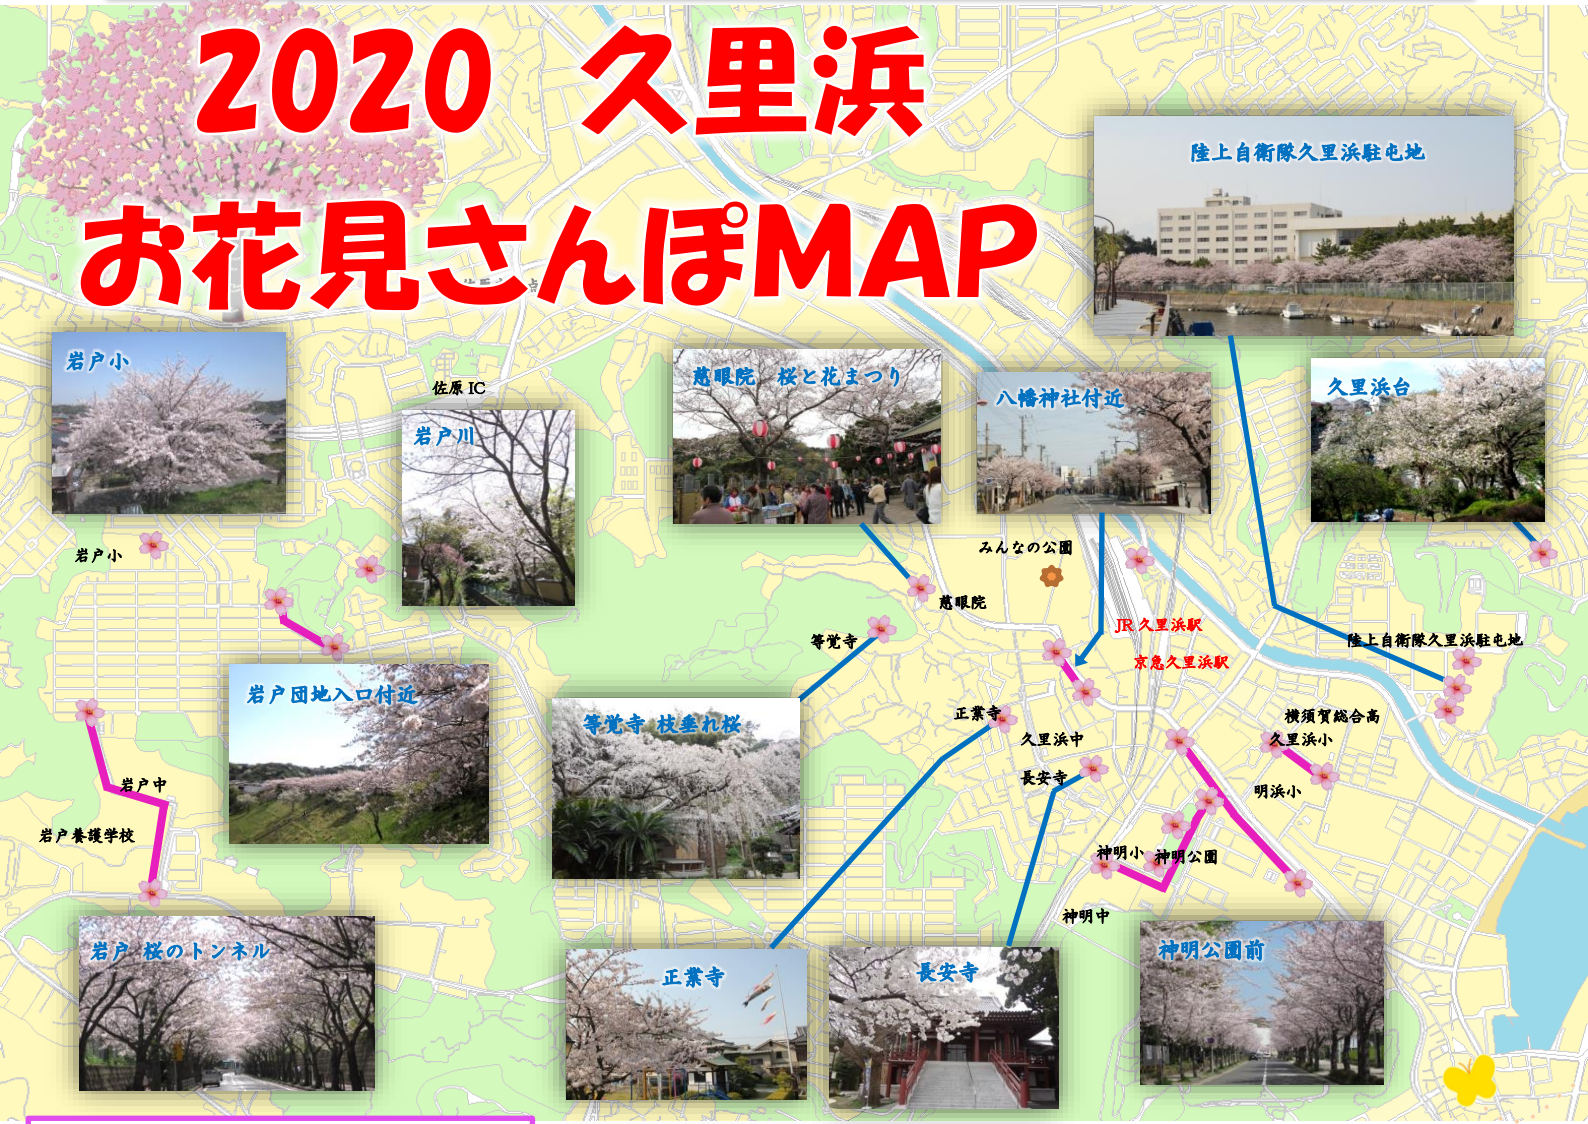 2020 久里浜
お花見さんぽMAP
陸上自衛隊久里浜駐屯地
岩戸小
佐原 IC
岩戸川
慈眼院 桜と花まつり
八幡神社付近
久里浜台
岩戸小
みんなの公園
慈眼院
等覚寺
JR 久里浜駅
京急久里浜駅
陸上自衛隊久里浜駐屯地
岩戸団地入口付近
等覚寺 枝垂れ桜
正業寺
久里浜中
横須賀総合高
久里浜小
長安寺
明浜小
岩戸中
岩戸養護学校
神明小
神明公園
神明中
岩戸 桜のトンネル
正業寺
長安寺
神明公園前